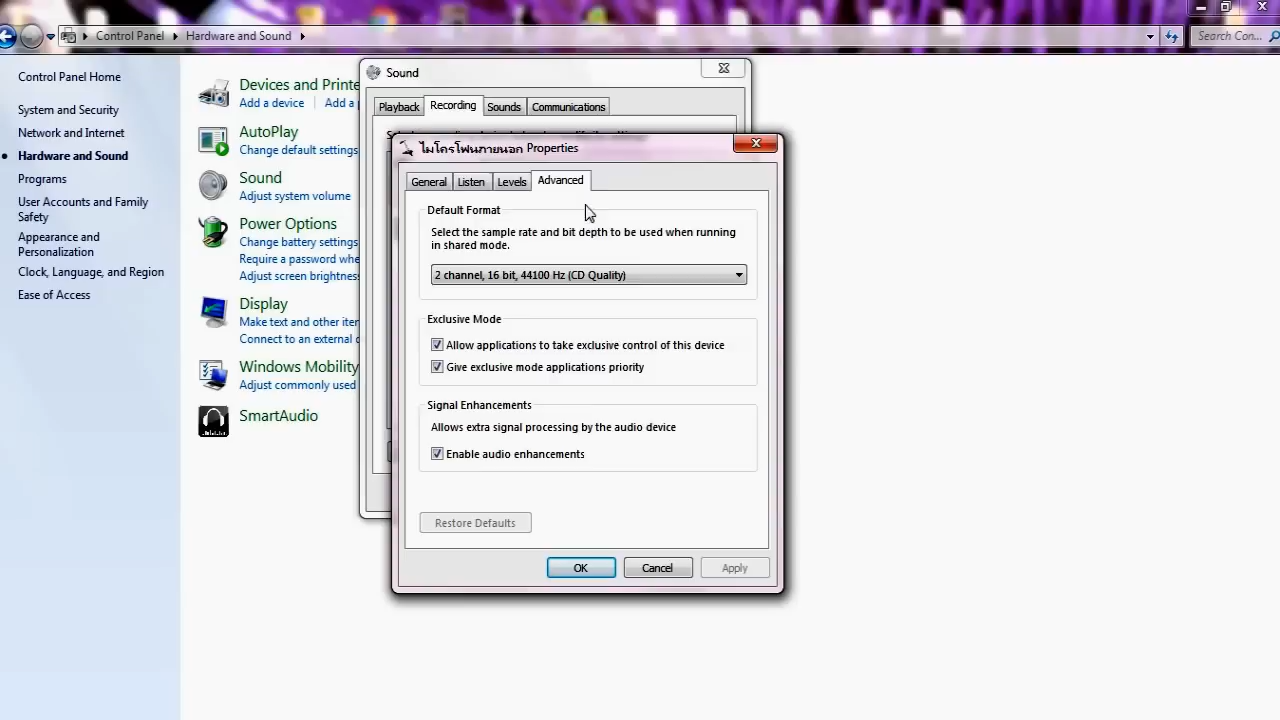 Control Panel
Hardware and Sound
Search Con...
Control Panel Home
System and Security
Network and Internet
Hardware and Sound
Programs
User Accounts and Family
Safety
Appearance and
Personalization
Clock, Language, and Region
Ease of Access
Devices and Printe
Add a device
Add a p
AutoPlay
Change default settings
Sound
Adjust system volume
Power Options
Change battery settings
Require a password whe
Adjust screen brightness
Display
Make text and other iter
Connect to an external d
Windows Mobility
Adjust commonly used
SmartAudio
Sound
Playback
Recording
Sounds
Communications
ไมโครโฟนภายนอก Properties
General
Listen
Levels
Advanced
Default Format
Select the sample rate and bit depth to be used when running
in shared mode.
2 channel, 16 bit, 44100 Hz (CD Quality)
Exclusive Mode
Allow applications to take exclusive control of this device
Give exclusive mode applications priority
Signal Enhancements
Allows extra signal processing by the audio device
Enable audio enhancements
Restore Defaults
OK
Cancel
Apply